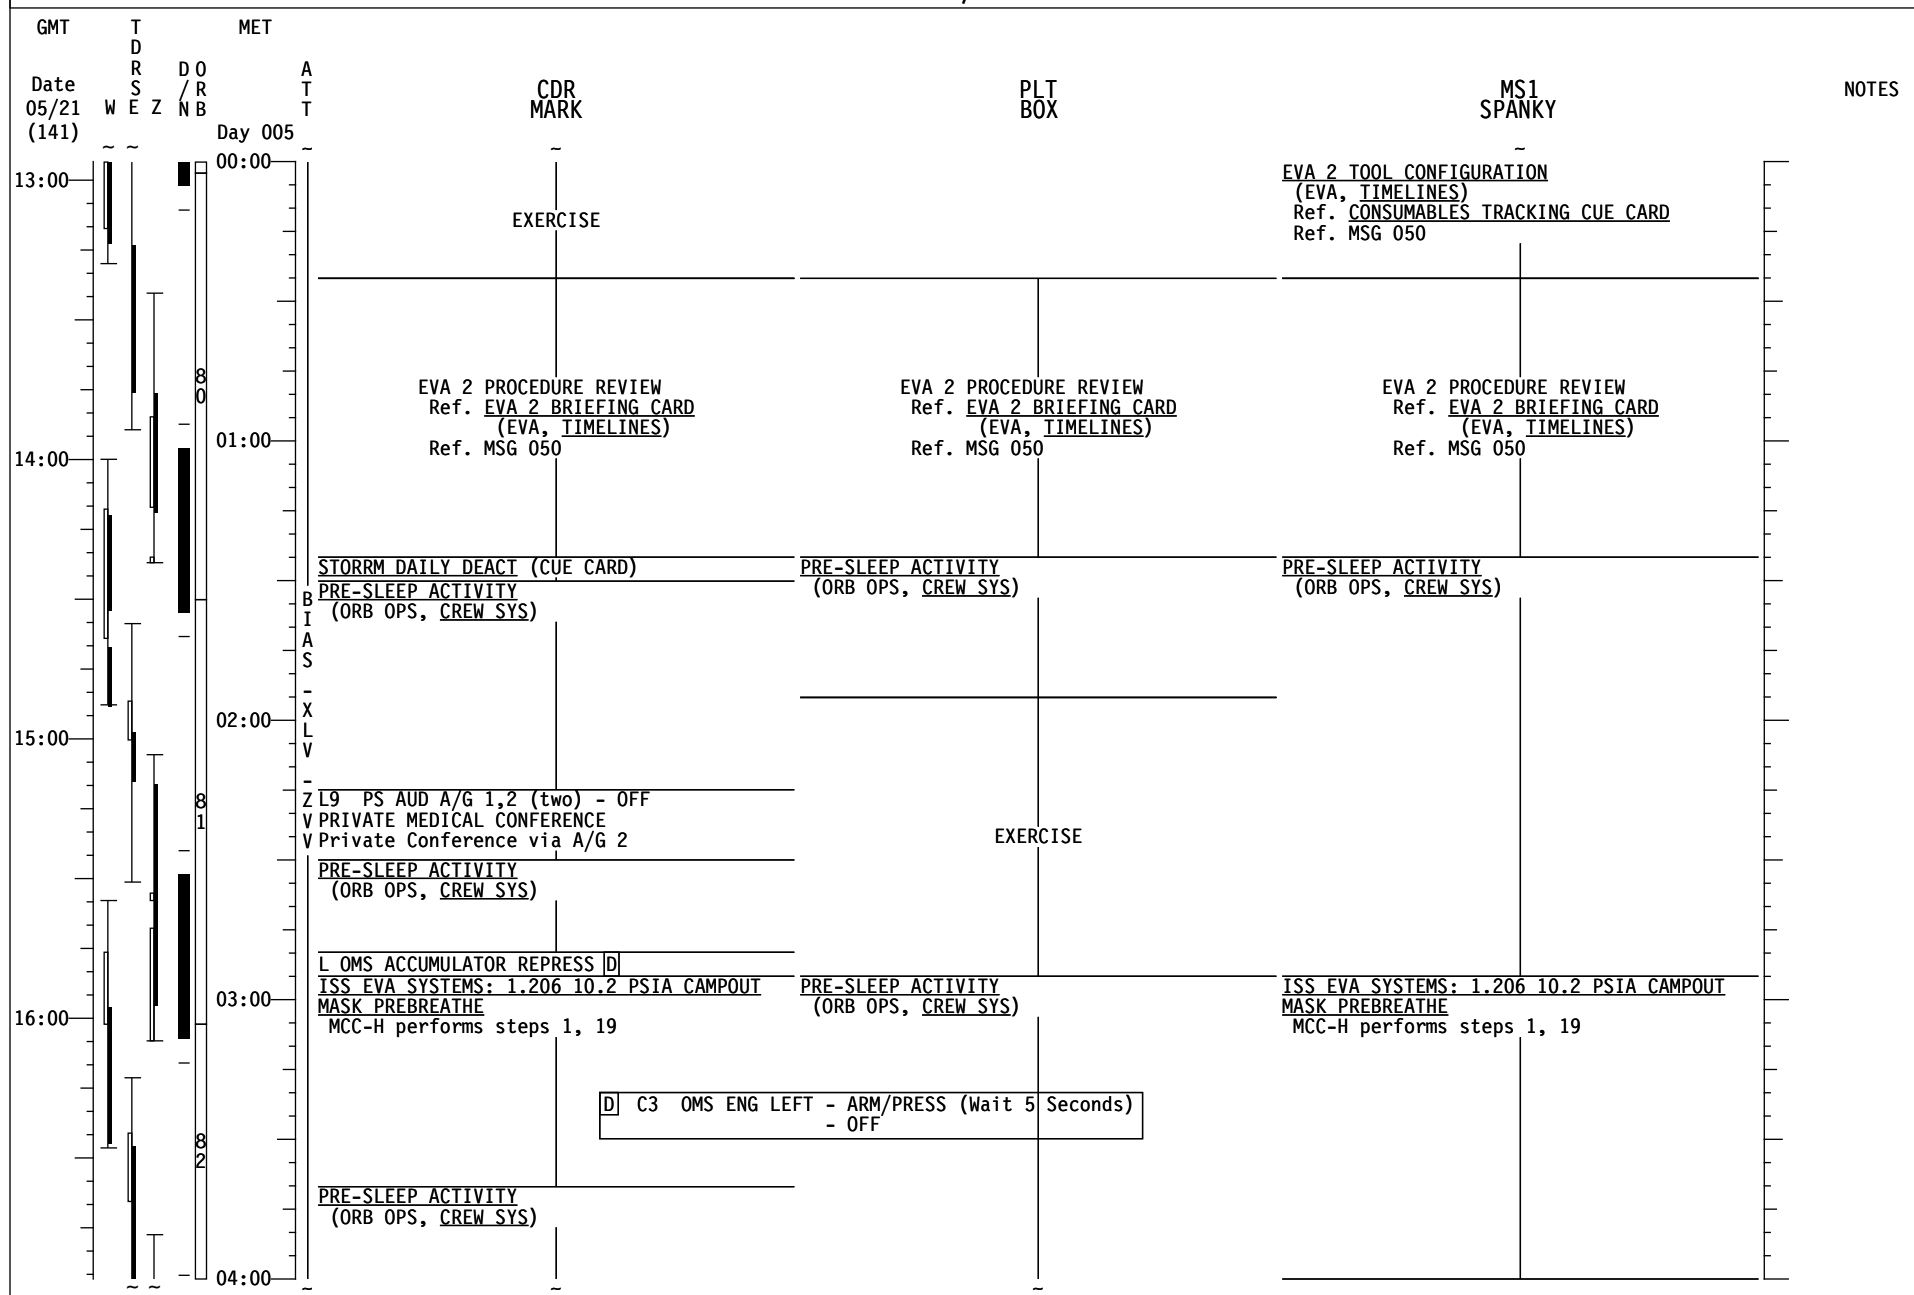 GMT
TDRS
MET
Date
05/21
(141)
W E Z
D/N
ORB
ATT
Day 005
CDR
MARK
PLT
BOX
MS1
SPANKY
NOTES
13:00
14:00
15:00
16:00
80
81
82
00:00
01:00
02:00
03:00
04:00
BIAS -XLV -ZVV
EXERCISE
EVA 2 PROCEDURE REVIEW
Ref. EVA 2 BRIEFING CARD
(EVA, TIMELINES)
Ref. MSG 050
STORRM DAILY DEACT (CUE CARD)
PRE-SLEEP ACTIVITY
(ORB OPS, CREW SYS)
L9 PS AUD A/G 1,2 (two) - OFF
PRIVATE MEDICAL CONFERENCE
Private Conference via A/G 2
PRE-SLEEP ACTIVITY
(ORB OPS, CREW SYS)
L OMS ACCUMULATOR REPRESS D
ISS EVA SYSTEMS: 1.206 10.2 PSIA CAMPOUT
MASK PREBREATHE
MCC-H performs steps 1, 19
D C3 OMS ENG LEFT - ARM/PRESS (Wait 5 Seconds)
- OFF
PRE-SLEEP ACTIVITY
(ORB OPS, CREW SYS)
EVA 2 PROCEDURE REVIEW
Ref. EVA 2 BRIEFING CARD
(EVA, TIMELINES)
Ref. MSG 050
PRE-SLEEP ACTIVITY
(ORB OPS, CREW SYS)
EXERCISE
PRE-SLEEP ACTIVITY
(ORB OPS, CREW SYS)
EVA 2 TOOL CONFIGURATION
(EVA, TIMELINES)
Ref. CONSUMABLES TRACKING CUE CARD
Ref. MSG 050
EVA 2 PROCEDURE REVIEW
Ref. EVA 2 BRIEFING CARD
(EVA, TIMELINES)
Ref. MSG 050
PRE-SLEEP ACTIVITY
(ORB OPS, CREW SYS)
ISS EVA SYSTEMS: 1.206 10.2 PSIA CAMPOUT
MASK PREBREATHE
MCC-H performs steps 1, 19